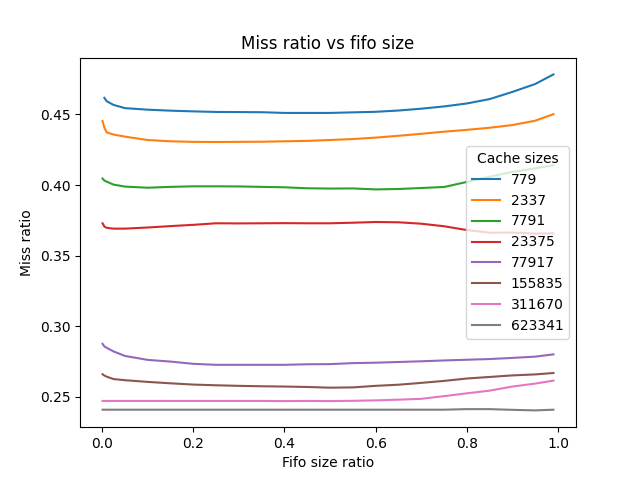 Miss ratio vs fifo size
Miss ratio
0.45
0.40
0.35
0.30
0.25
Cache sizes
779
2337
7791
23375
77917
155835
311670
623341
0.0 0.2 0.4 0.6 0.8 1.0
Fifo size ratio